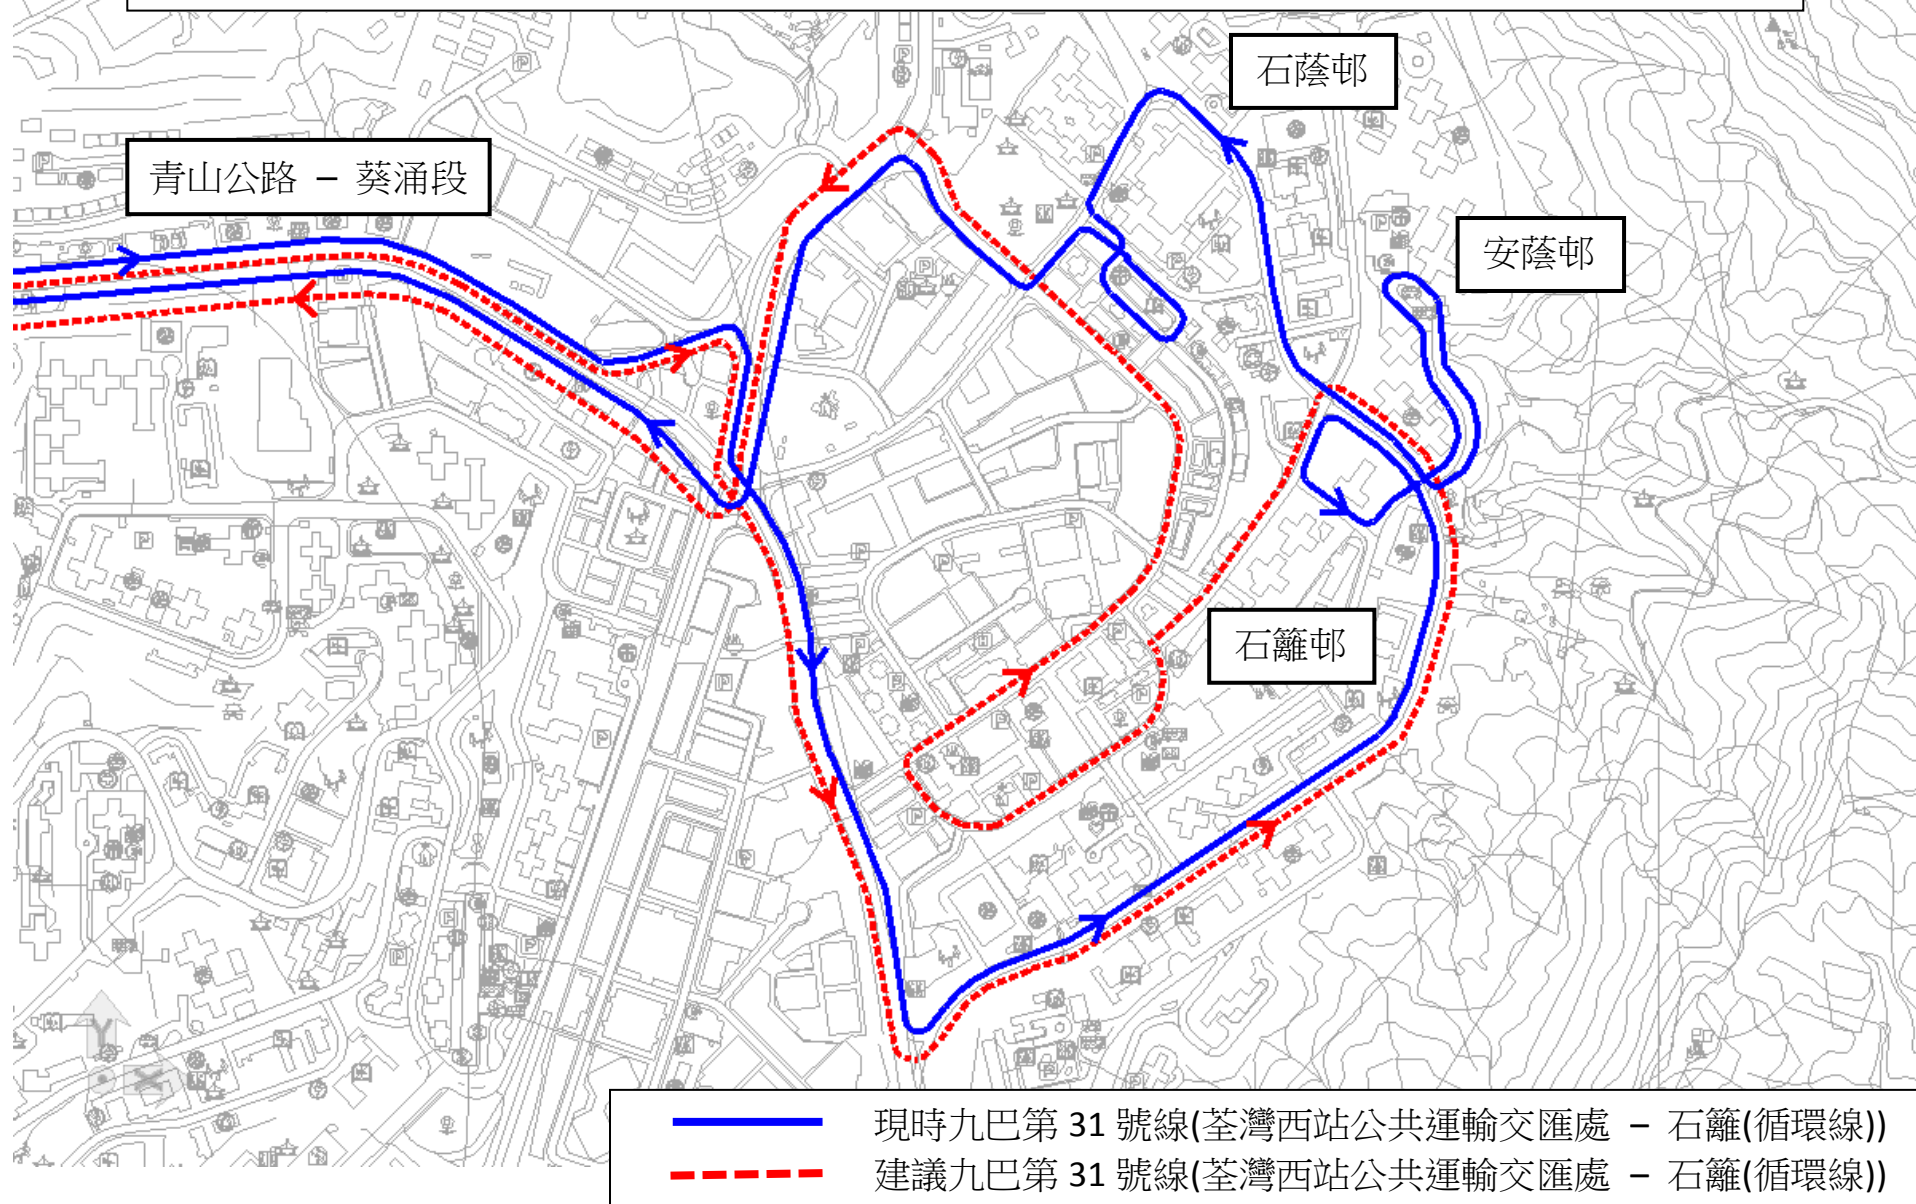 石蔭邨
青山公路 – 葵涌段
安蔭邨
石籬邨
現時九巴第 31 號線(荃灣西站公共運輸交匯處 – 石籬(循環線))
建議九巴第 31 號線(荃灣西站公共運輸交匯處 – 石籬(循環線))
Y
X